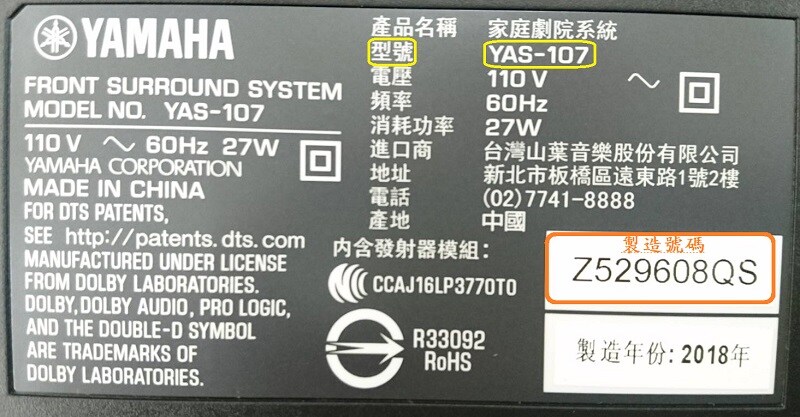 YAMAHA
FRONT SURROUND SYSTEM
MODEL NO. YAS-107
110 V ～ 60Hz 27W
YAMAHA CORPORATION
MADE IN CHINA
FOR DTS PATENTS,
SEE http://patents.dts.com
MANUFACTURED UNDER LICENSE
FROM DOLBY LABORATORIES.
DOLBY, DOLBY AUDIO, PRO LOGIC,
AND THE DOUBLE-D SYMBOL
ARE TRADEMARKS OF
DOLBY LABORATORIES.
產品名稱 家庭劇院系統
型號 YAS-107
電壓 110 V ～
頻率 60Hz
消耗功率 27W
進口商 台灣山葉音樂股份有限公司
地址 新北市板橋區遠東路1號2樓
電話 (02)7741-8888
產地 中國
內含發射器模組：
CCAJ16LP3770T0
R33092
RoHS
製造號碼
Z529608QS
製造年份: 2018年